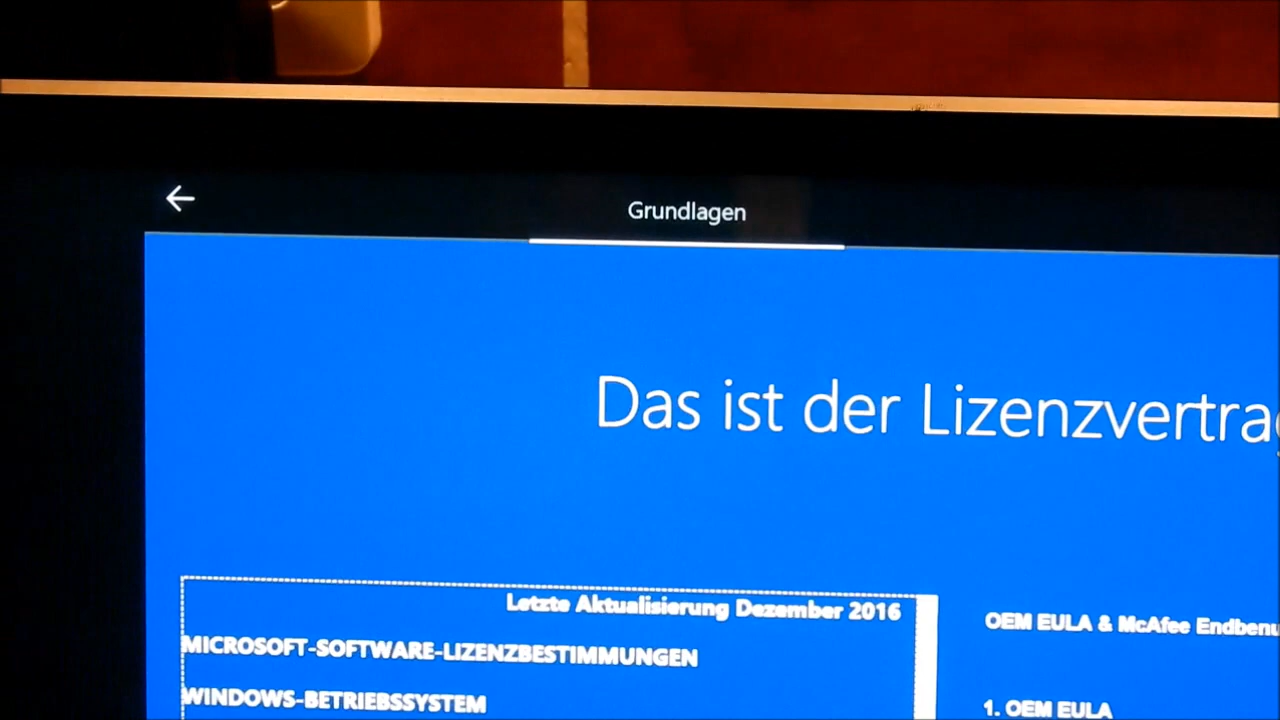 Grundlagen
Das ist der Lizenzvertrag
Letzte Aktualisierung Dezember 2016
MICROSOFT-SOFTWARE-LIZENZBESTIMMUNGEN
WINDOWS-BETRIEBSSYSTEM
OEM EULA & McAfee Endbenu
1. OEM EULA